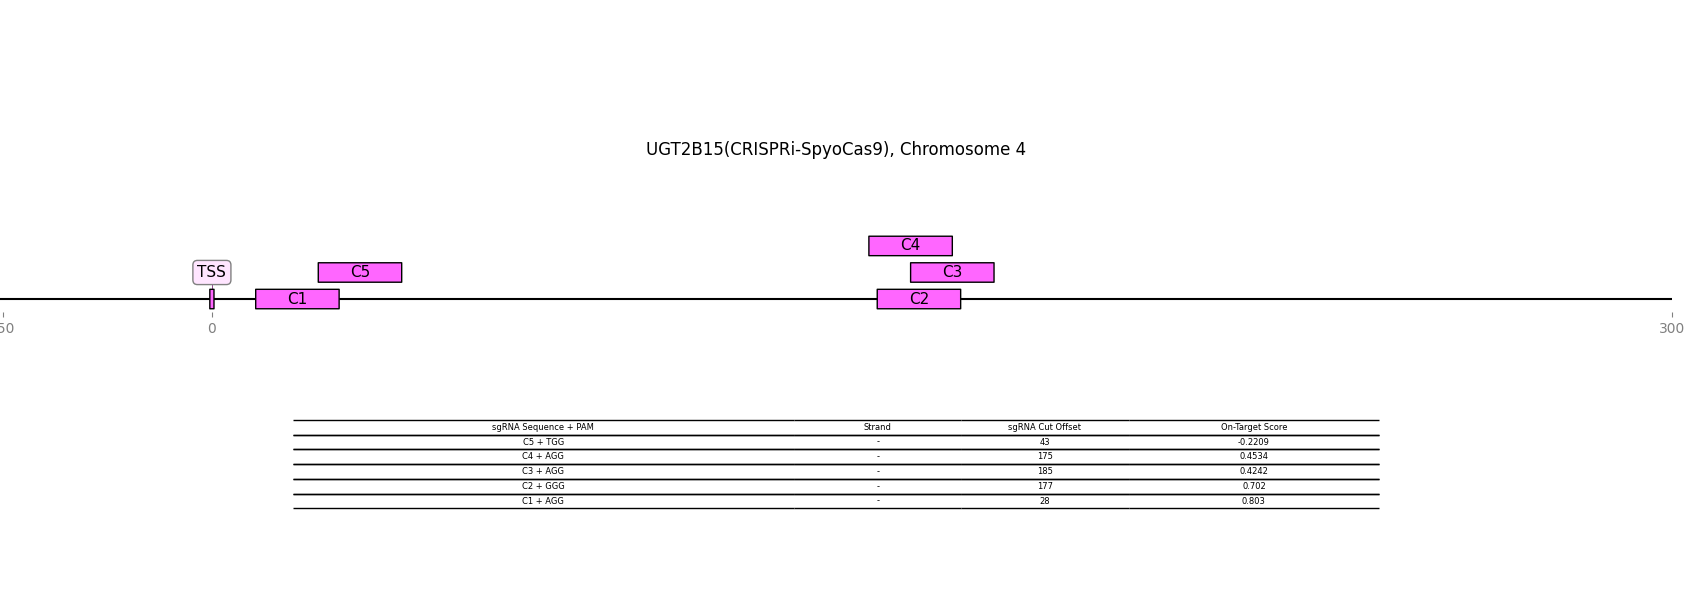 UGT2B15(CRISPRi-SpyoCas9), Chromosome 4
C4
TSS C5 C3
C1 C2
50 0 300
sgRNA Sequence + PAM Strand sgRNA Cut Offset On-Target Score
C5 + TGG - 43 -0.2209
C4 + AGG - 175 0.4534
C3 + AGG - 185 0.4242
C2 + GGG - 177 0.702
C1 + AGG - 28 0.803